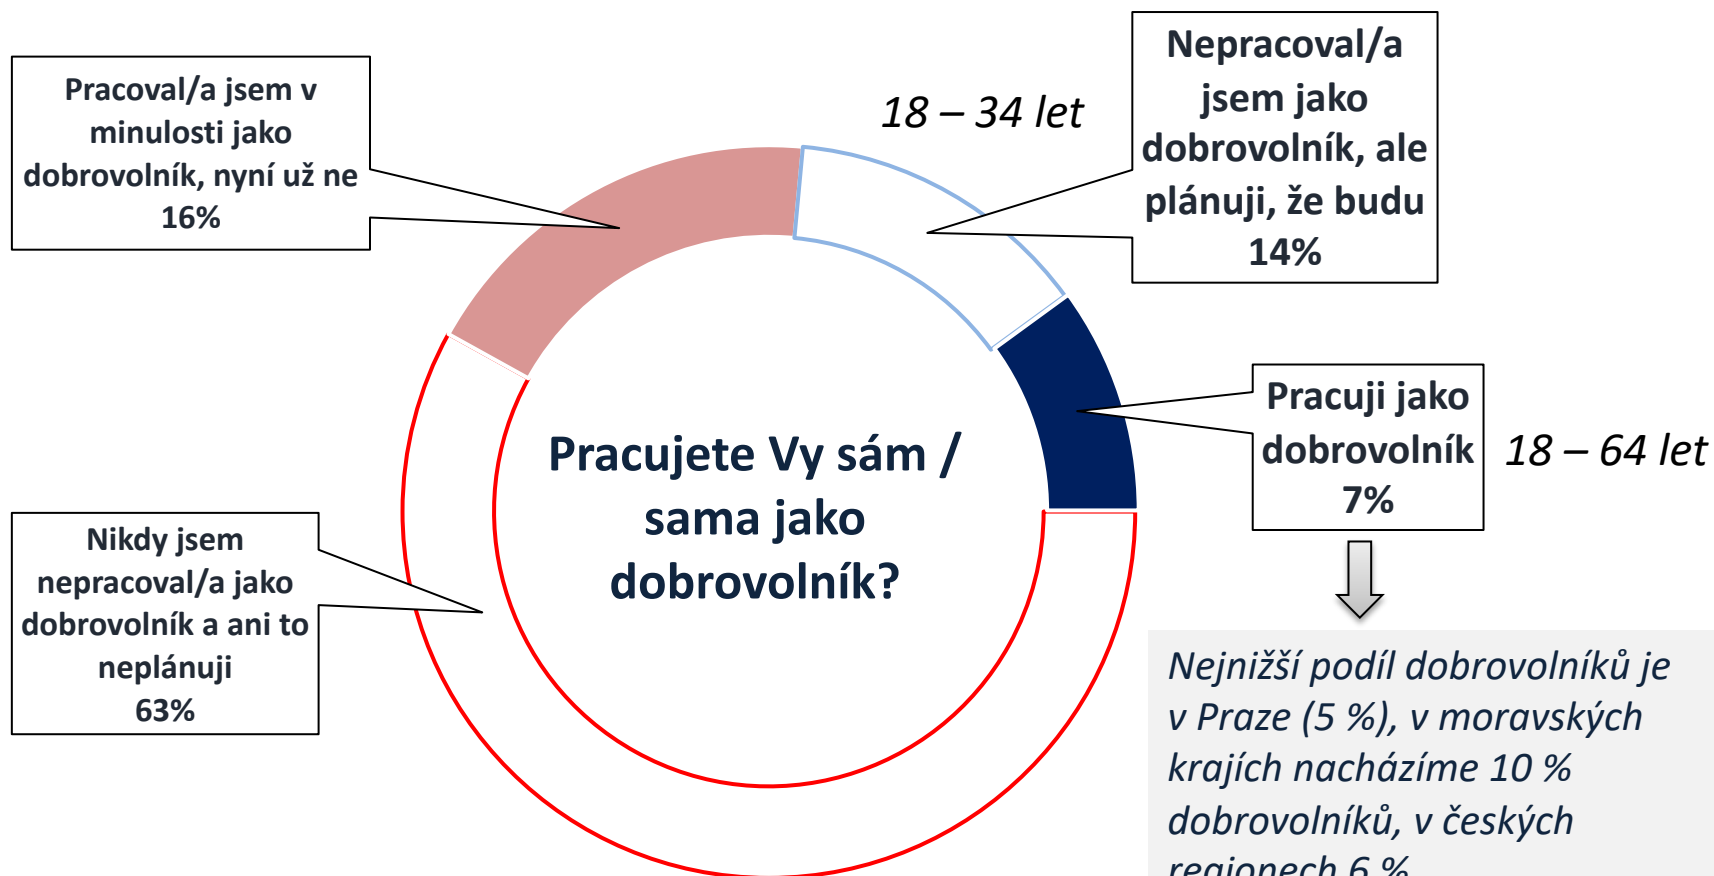 Pracoval/a jsem v
minulosti jako
dobrovolník, nyní už ne
16%
18 – 34 let
Nepracoval/a
jsem jako
dobrovolník, ale
plánuji, že budu
14%
Pracuji jako
dobrovolník
7%
18 – 64 let
Pracujete Vy sám /
sama jako
dobrovolník?
Nikdy jsem
nepracoval/a jako
dobrovolník a ani to
neplánuji
63%
Nejnižší podíl dobrovolníků je
v Praze (5 %), v moravských
krajích nacházíme 10 %
dobrovolníků, v českých
regionech 6 %